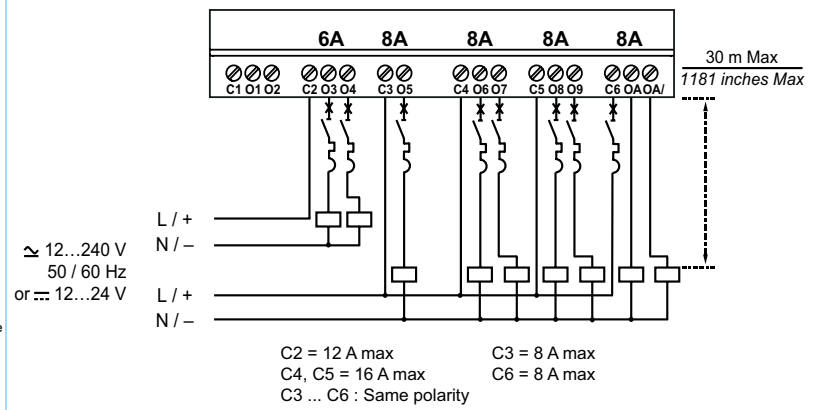 6A 8A 8A 8A 8A
C1 O1 O2 C2 O3 O4 C3 O5 C4 O6 O7 C5 O8 O9 C6 OA OA/
30 m Max
1181 inches Max
L / +
N / –
≃ 12...240 V
50 / 60 Hz
or ⎓ 12...24 V
L / +
N / –
e
C2 = 12 A max
C3 = 8 A max
C4, C5 = 16 A max
C6 = 8 A max
C3 ... C6 : Same polarity